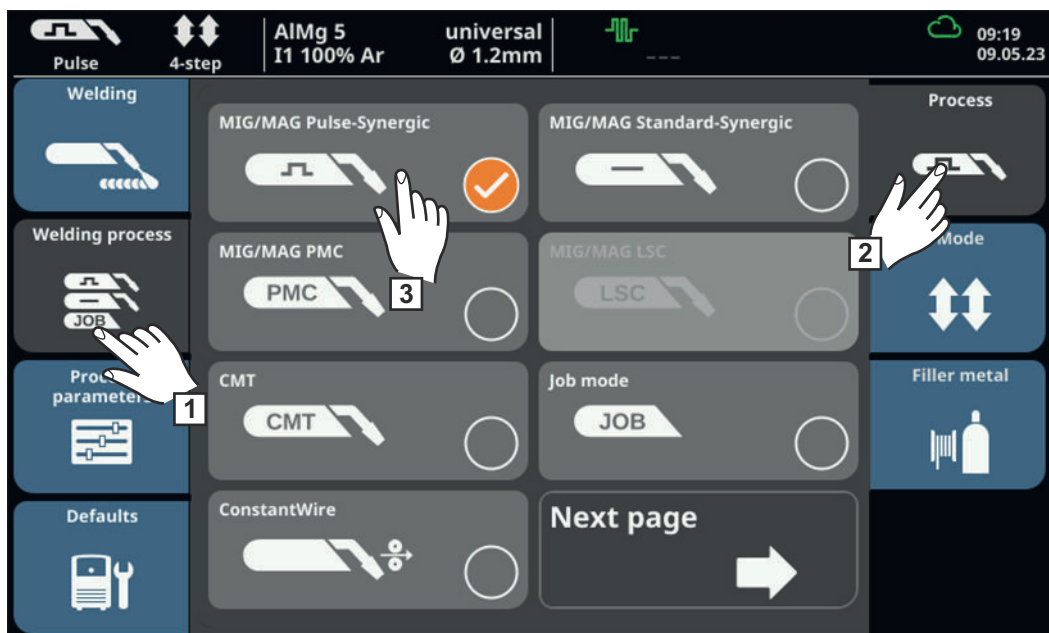 Pulse
4-step
AlMg 5 universal
I1 100% Ar Ø 1.2mm
---
09:19
09.05.23
Welding
Welding process
JOB
1
Process
parameters
Defaults
MIG/MAG Pulse-Synergic
3
MIG/MAG Standard-Synergic
MIG/MAG PMC
PMC
MIG/MAG LSC
LSC
CMT
CMT
Job mode
JOB
ConstantWire
Next page
Process
2
Mode
Filler metal